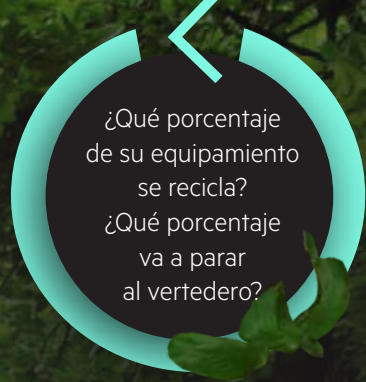 ¿Qué porcentaje
de su equipamiento
se recicla?
¿Qué porcentaje
va a parar
al vertedero?